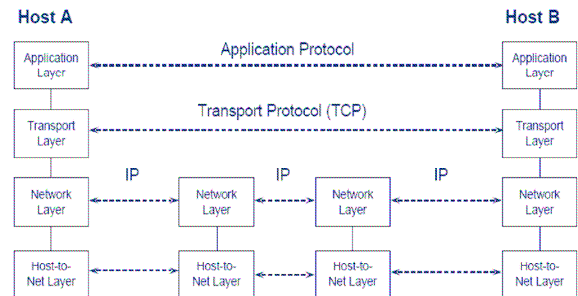 Host A
Host B
Application
Layer
Application Protocol
Application
Layer
Transport
Layer
Transport Protocol (TCP)
Transport
Layer
IP
IP
IP
Network
Layer
Network
Layer
Network
Layer
Network
Layer
Host-to-
Net Layer
Host-to-
Net Layer
Host-to-
Net Layer
Host-to-
Net Layer